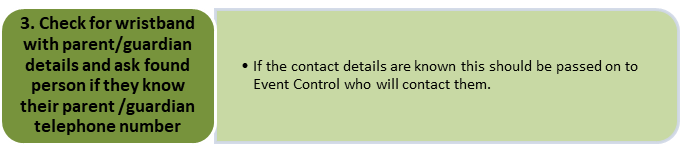 3. Check for wristband
with parent/guardian
details and ask found
person if they know
their parent /guardian
telephone number
• If the contact details are known this should be passed on to
Event Control who will contact them.